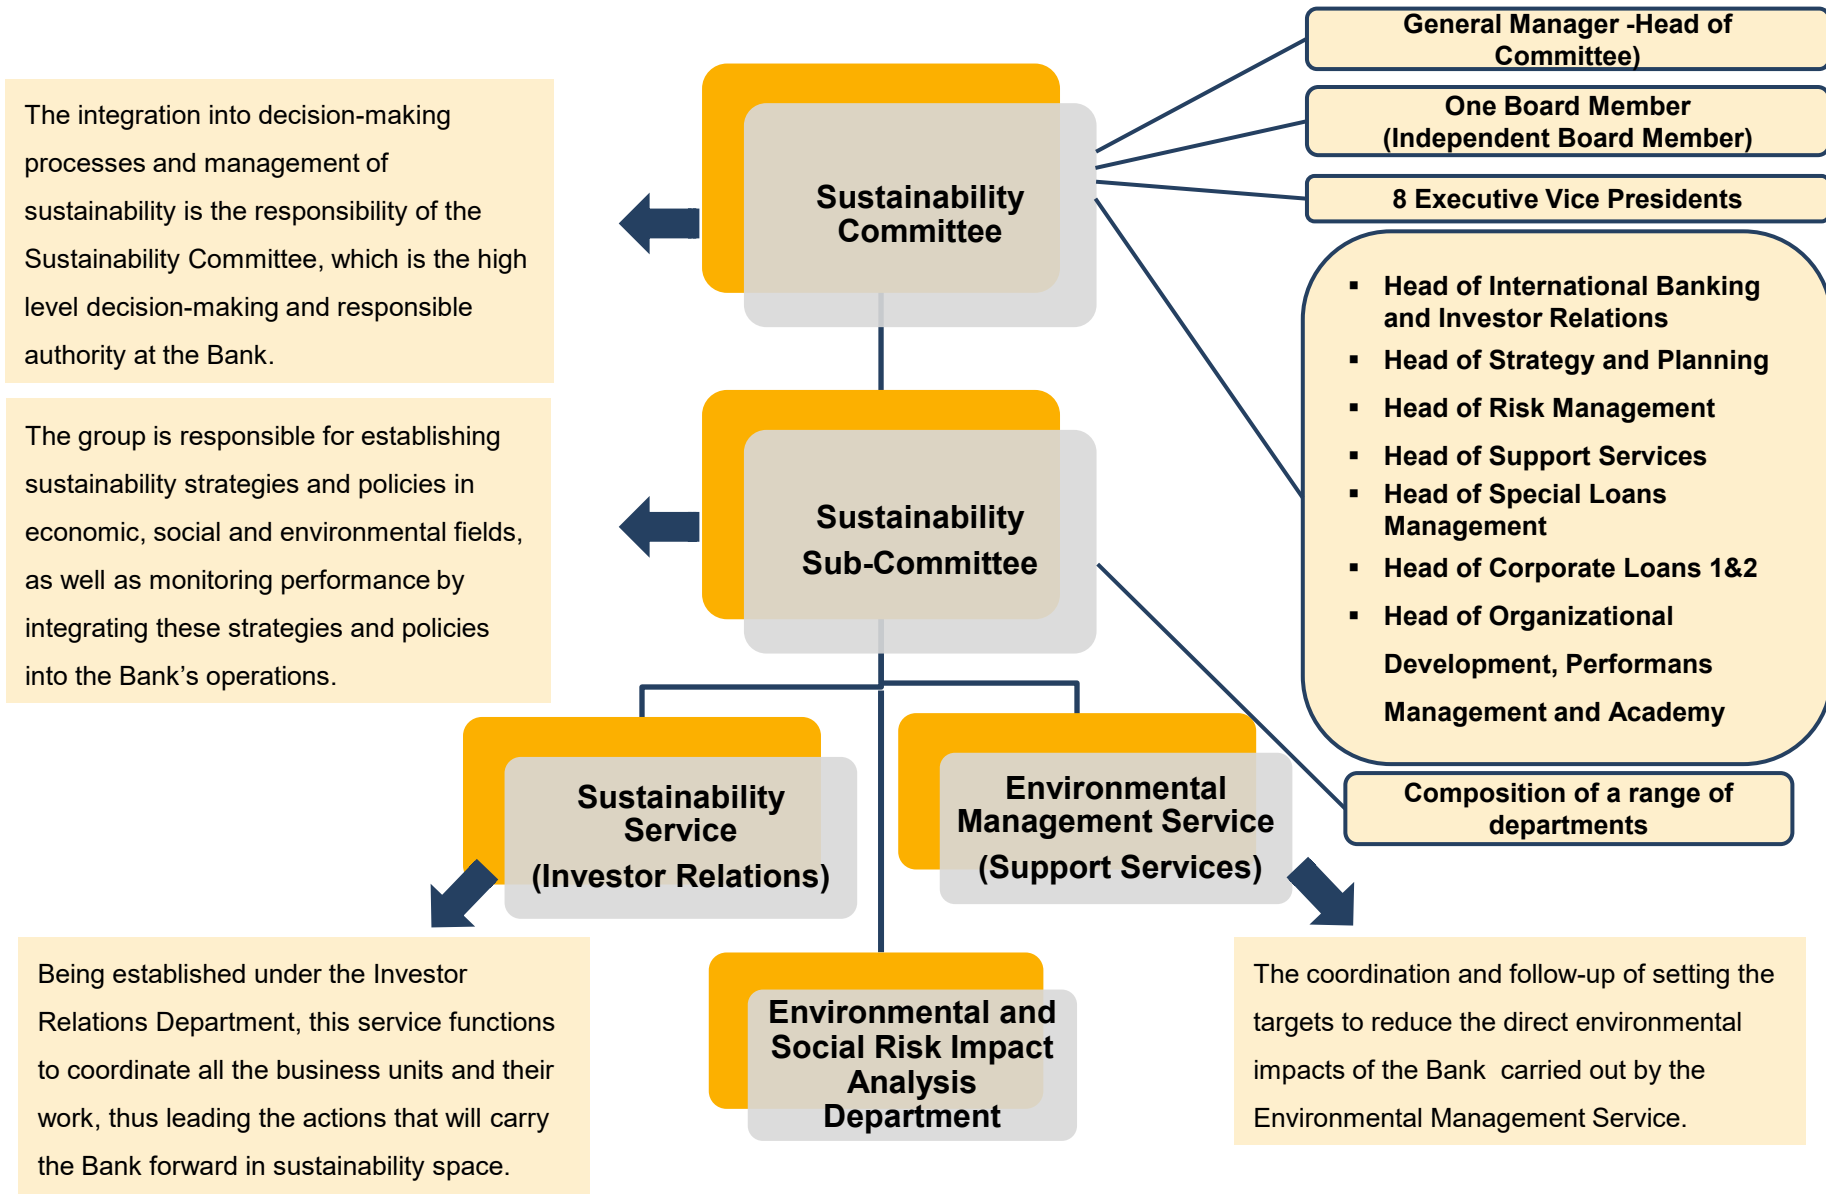 The integration into decision-making
processes and management of
sustainability is the responsibility of the
Sustainability Committee, which is the high
level decision-making and responsible
authority at the Bank.
Sustainability
Committee
General Manager -Head of
Committee)
One Board Member
(Independent Board Member)
8 Executive Vice Presidents
▪ Head of International Banking
and Investor Relations
▪ Head of Strategy and Planning
▪ Head of Risk Management
▪ Head of Support Services
▪ Head of Special Loans
Management
▪ Head of Corporate Loans 1&2
▪ Head of Organizational
Development, Performans
Management and Academy
The group is responsible for establishing
sustainability strategies and policies in
economic, social and environmental fields,
as well as monitoring performance by
integrating these strategies and policies
into the Bank’s operations.
Sustainability
Sub-Committee
Composition of a range of
departments
Sustainability
Service
(Investor Relations)
Environmental
Management Service
(Support Services)
Being established under the Investor
Relations Department, this service functions
to coordinate all the business units and their
work, thus leading the actions that will carry
the Bank forward in sustainability space.
Environmental and
Social Risk Impact
Analysis
Department
The coordination and follow-up of setting the
targets to reduce the direct environmental
impacts of the Bank  carried out by the
Environmental Management Service.